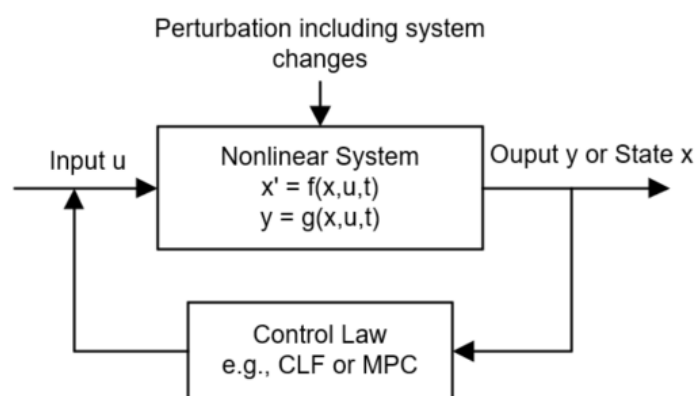 Perturbation including system
changes
Input u
Nonlinear System
x' = f(x,u,t)
y = g(x,u,t)
Ouput y or State x
Control Law
e.g., CLF or MPC